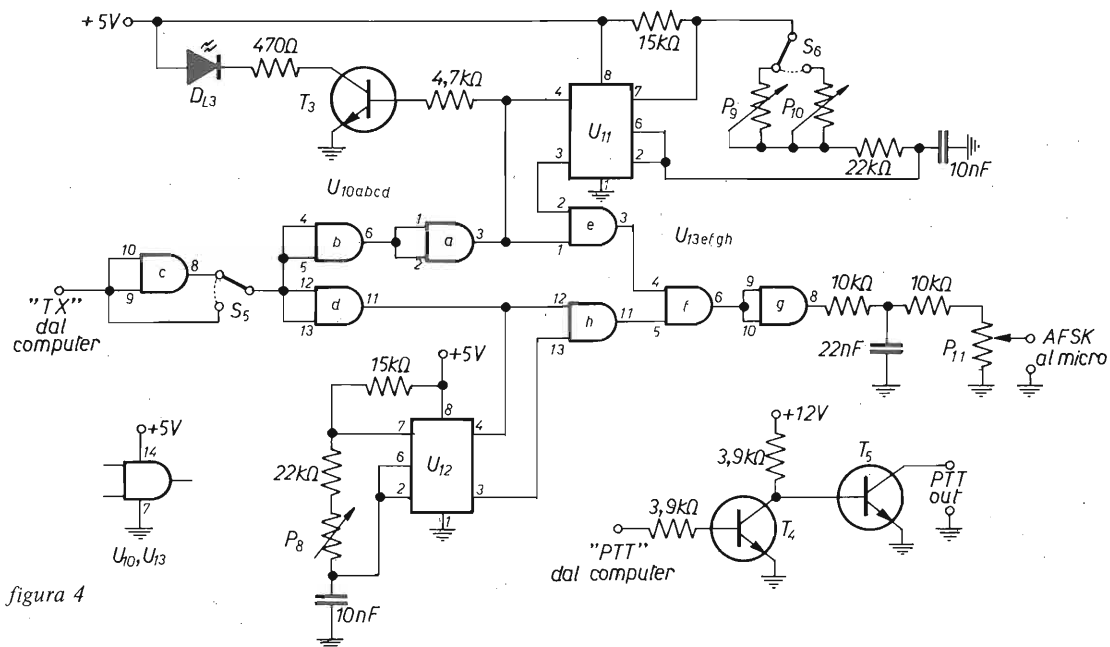 +5V
470Ω
DL3
T3
4,7kΩ
15kΩ
S6
P9
P10
22kΩ
10nF
8
4
7
6
2
3
1
U11
U10abcd
4
5
b
6
1
2
a
3
2
1
e
3
U13efgh
10
9
c
8
S5
"TX"
dal
computer
12
13
d
11
12
13
h
11
4
5
f
6
9
10
g
8
10kΩ
10kΩ
22nF
P11
AFSK
al micro
+5V
15kΩ
8
7
6
2
4
3
1
U12
22kΩ
P8
10nF
+5V
14
7
U10, U13
+12V
3,9kΩ
3,9kΩ
T4
T5
PTT
out
"PTT"
dal computer
figura 4